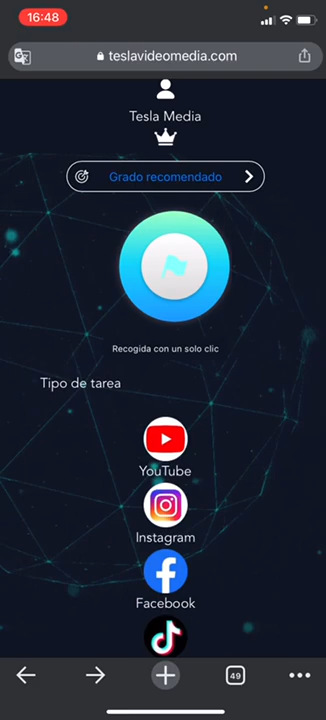 16:48
teslavideomedia.com
Tesla Media
Grado recomendado
Recogida con un solo clic
Tipo de tarea
YouTube
Instagram
Facebook
49